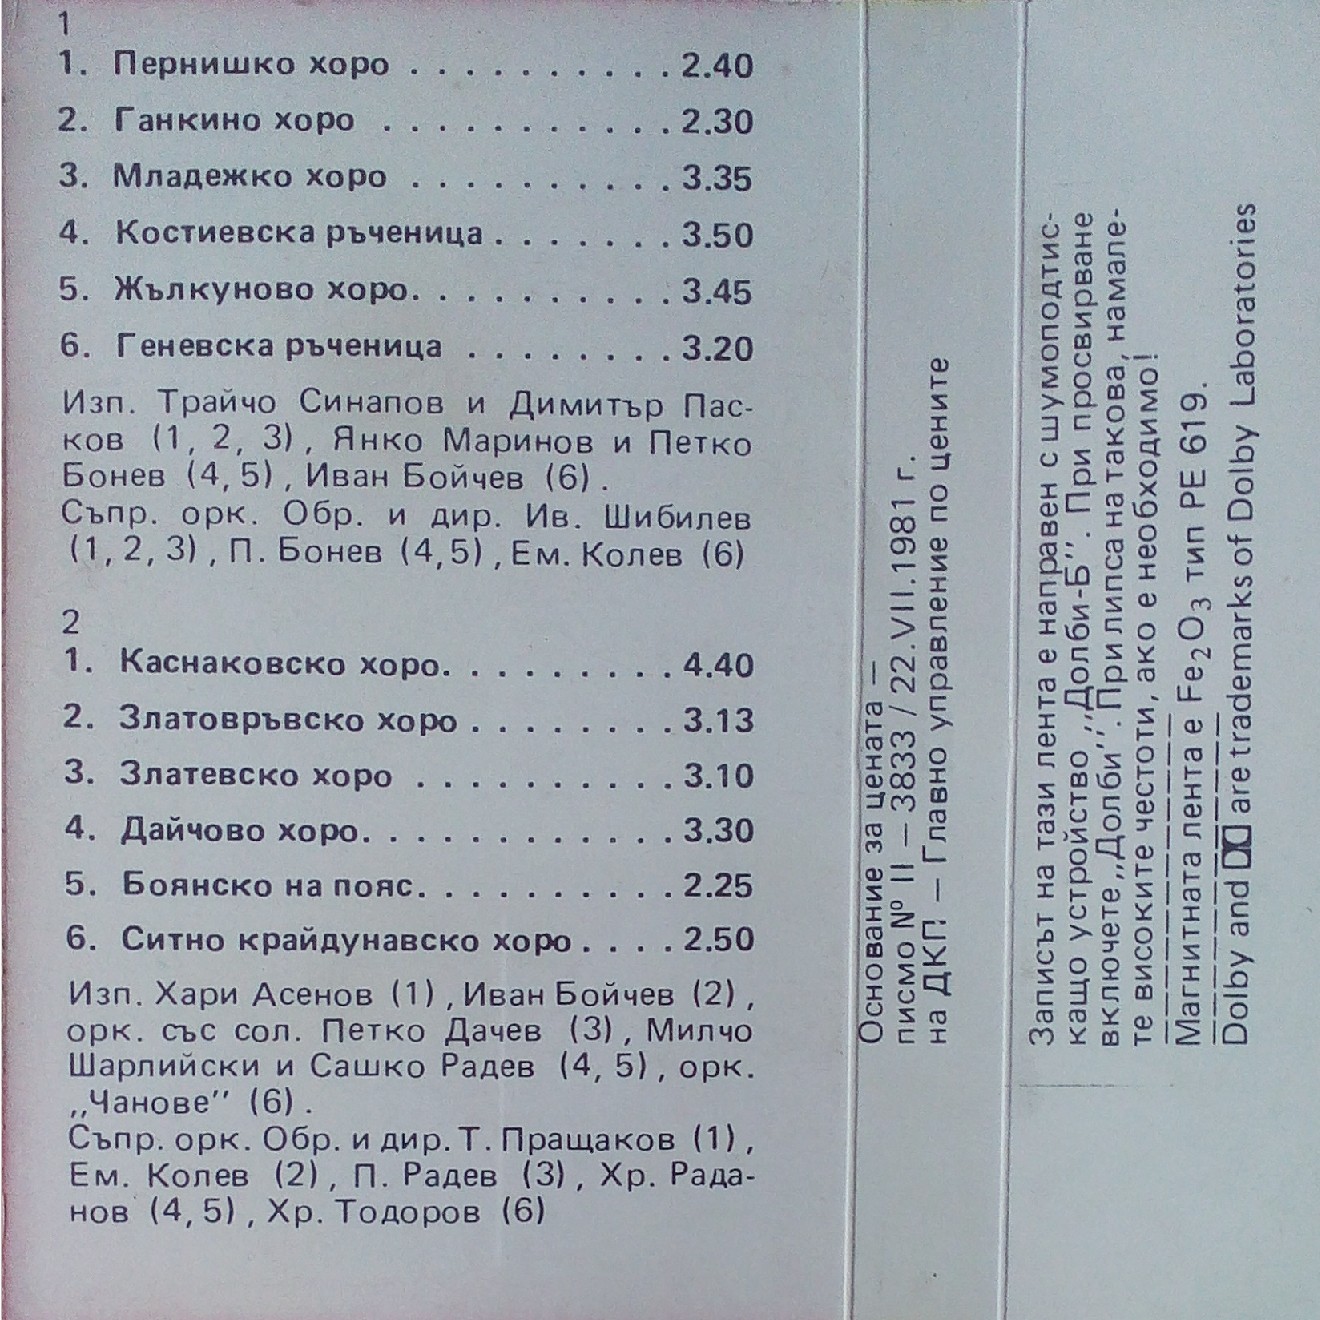 1
1. Пернишко хоро . . . . . . . . . . 2.40
2. Ганкино хоро . . . . . . . . . . . 2.30
3. Младежко хоро . . . . . . . . . . 3.35
4. Костиевска ръченица . . . . . . . 3.50
5. Жълкуново хоро. . . . . . . . . . 3.45
6. Геневска ръченица . . . . . . . . 3.20
Изп. Трайчо Синапов и Димитър Пас-
ков (1, 2, 3) , Янко Маринов и Петко
Бонев (4, 5) , Иван Бойчев (6) .
Съпр. орк. Обр. и дир. Ив. Шибилев
(1, 2, 3) , П. Бонев (4,5) , Ем. Колев (6)
2
1. Каснаковско хоро. . . . . . . . . 4.40
2. Златовръвско хоро . . . . . . . . 3.13
3. Златевско хоро . . . . . . . . . . 3.10
4. Дайчово хоро. . . . . . . . . . . . 3.30
5. Боянско на пояс. . . . . . . . . . 2.25
6. Ситно крайдунавско хоро . . . . 2.50
Изп. Хари Асенов (1) , Иван Бойчев (2) ,
орк. със сол. Петко Дачев (3) , Милчо
Шарлийски и Сашко Радев (4, 5) , орк.
,,Чанове" (6) .
Съпр. орк. Обр. и дир. Т. Пращаков (1) ,
Ем. Колев (2) , П. Радев (3) , Хр. Рада-
нов (4, 5) , Хр. Тодоров (6)
Основание за цената —
писмо № II — 3833 / 22.VII.1981 г.
на ДКП — Главно управление по цените
Записът на тази лента е направен с шумоподтис-
кащо устройство ,,Долби-Б". При просвирване
включете ,,Долби". При липса на такова, намале-
те високите честоти, ако е необходимо!
Магнитната лента е Fe2O3 тип PE 619.
Dolby and are trademarks of Dolby Laboratories